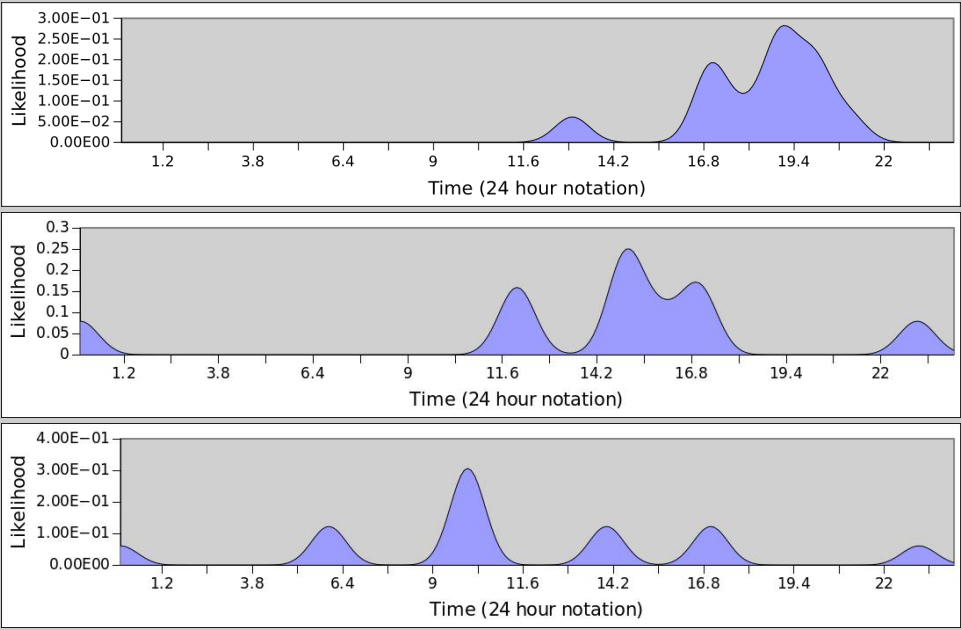 Likelihood
3.00E−01
2.50E−01
2.00E−01
1.50E−01
1.00E−01
5.00E−02
0.00E00
1.2 3.8 6.4 9 11.6 14.2 16.8 19.4 22
Time (24 hour notation)
Likelihood
0.3
0.25
0.2
0.15
0.1
0.05
0
1.2 3.8 6.4 9 11.6 14.2 16.8 19.4 22
Time (24 hour notation)
Likelihood
4.00E−01
3.00E−01
2.00E−01
1.00E−01
0.00E00
1.2 3.8 6.4 9 11.6 14.2 16.8 19.4 22
Time (24 hour notation)